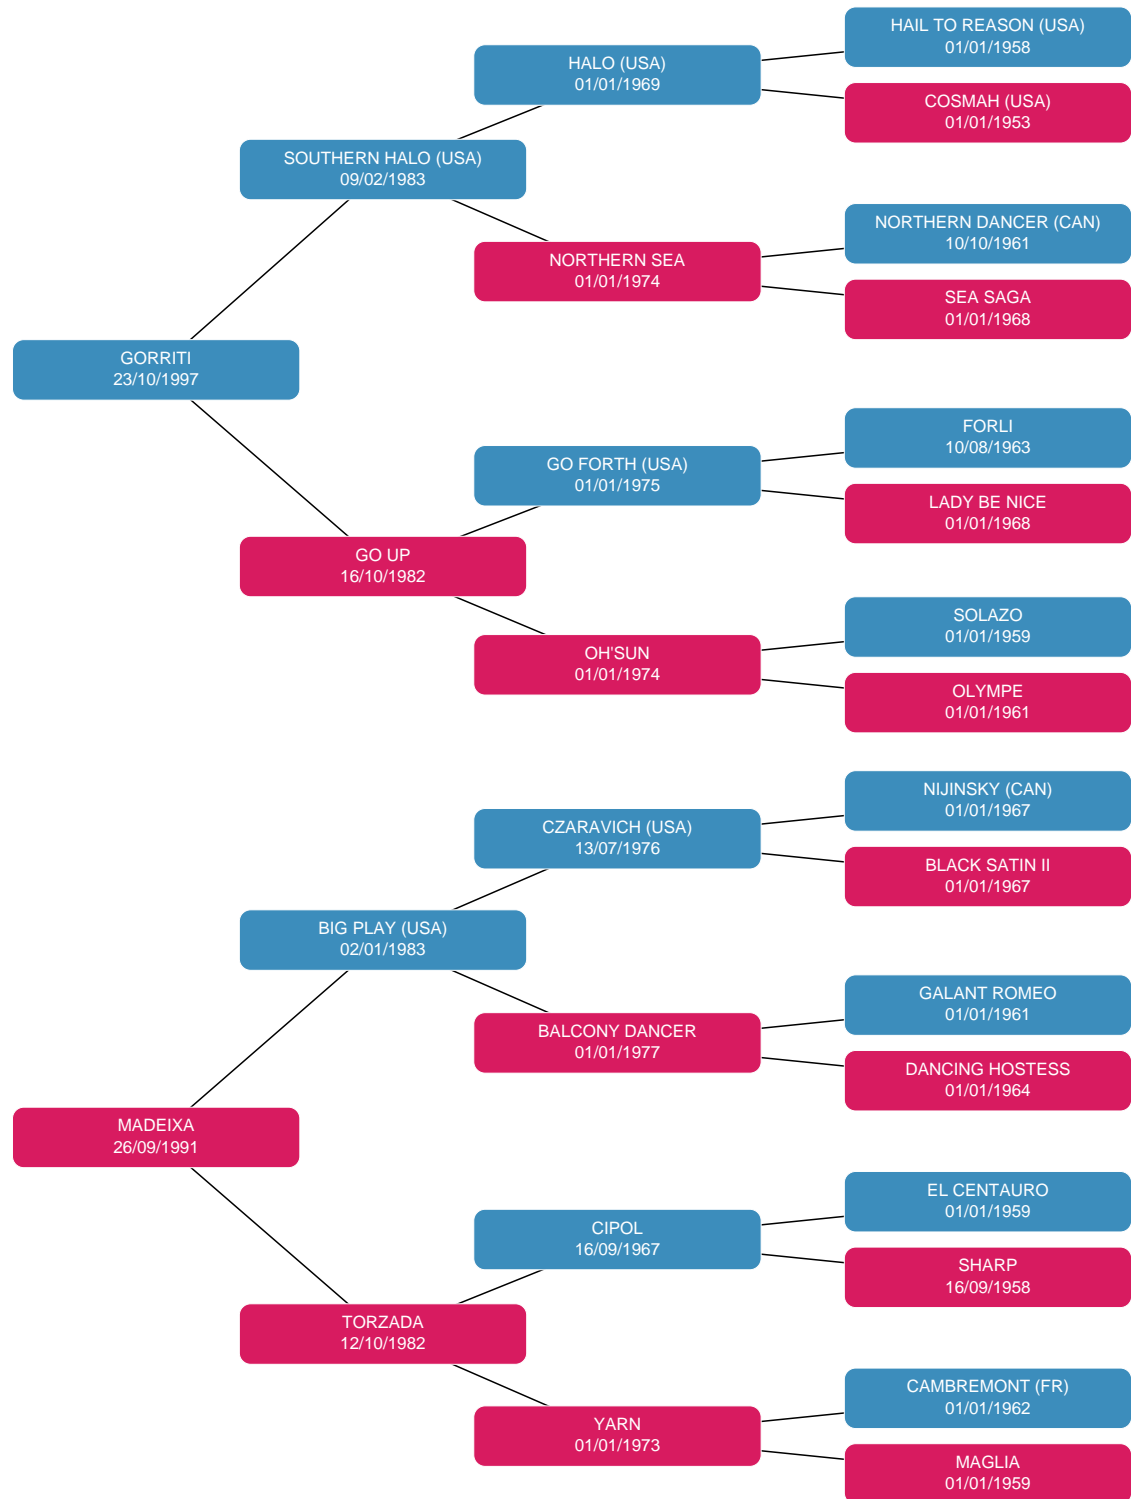 HAIL TO REASON (USA)
01/01/1958
HALO (USA)
01/01/1969
COSMAH (USA)
01/01/1953
SOUTHERN HALO (USA)
09/02/1983
NORTHERN DANCER (CAN)
10/10/1961
NORTHERN SEA
01/01/1974
SEA SAGA
01/01/1968
GORRITI
23/10/1997
FORLI
10/08/1963
GO FORTH (USA)
01/01/1975
LADY BE NICE
01/01/1968
GO UP
16/10/1982
SOLAZO
01/01/1959
OH'SUN
01/01/1974
OLYMPE
01/01/1961
NIJINSKY (CAN)
01/01/1967
CZARAVICH (USA)
13/07/1976
BLACK SATIN II
01/01/1967
BIG PLAY (USA)
02/01/1983
GALANT ROMEO
01/01/1961
BALCONY DANCER
01/01/1977
DANCING HOSTESS
01/01/1964
MADEIXA
26/09/1991
EL CENTAURO
01/01/1959
CIPOL
16/09/1967
SHARP
16/09/1958
TORZADA
12/10/1982
CAMBREMONT (FR)
01/01/1962
YARN
01/01/1973
MAGLIA
01/01/1959